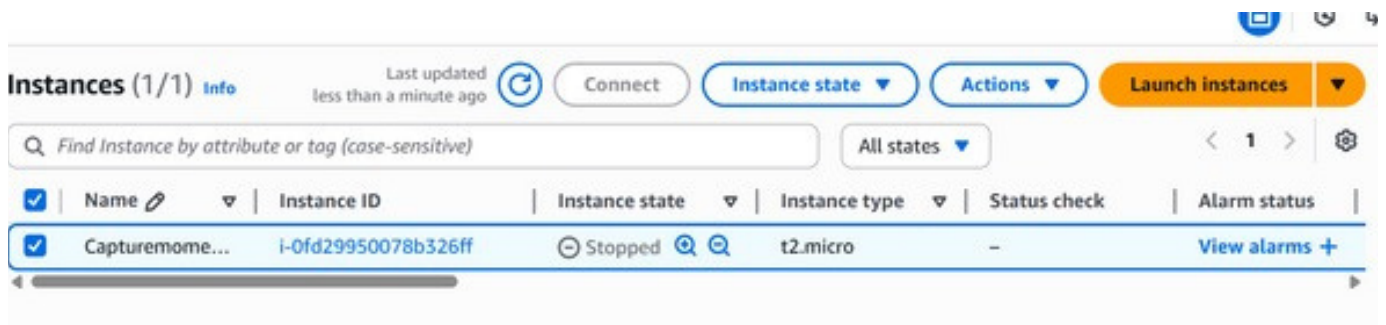 Instances (1/1) Info
Last updated
less than a minute ago
Connect
Instance state
Actions
Launch instances
Find Instance by attribute or tag (case-sensitive)
All states
1
Name
Instance ID
Instance state
Instance type
Status check
Alarm status
Capturemome...
i-0fd29950078b326ff
Stopped
t2.micro
–
View alarms +